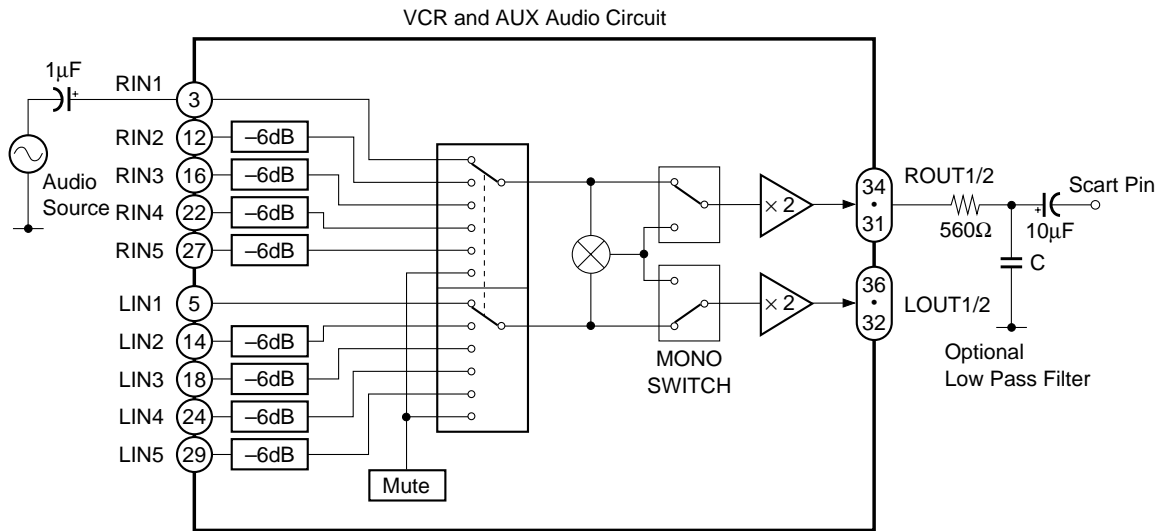 VCR and AUX Audio Circuit
1µF
+
RIN1
3
RIN2
12
–6dB
RIN3
16
–6dB
RIN4
22
–6dB
RIN5
27
–6dB
Audio
Source
LIN1
5
LIN2
14
–6dB
LIN3
18
–6dB
LIN4
24
–6dB
LIN5
29
–6dB
Mute
MONO
SWITCH
× 2
× 2
34
31
ROUT1/2
36
32
LOUT1/2
560Ω
+
10µF
Scart Pin
C
Optional
Low Pass Filter